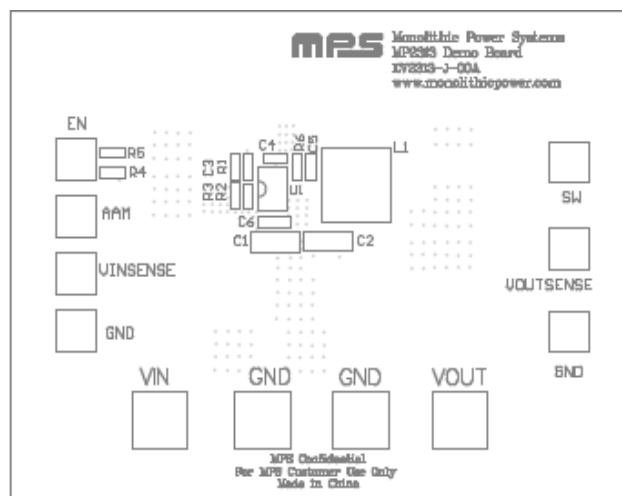 mps Monolithic Power Systems
MP2313 Demo Board
EV2313-J-00A
www.monolithicpower.com
EN
R5
R4
AAM
VINSENSE
GND
C3
R1
R3
R2
C4
R6
C5
U1
L1
C6
C1
C2
SW
VOUTSENSE
GND
VIN
GND
GND
VOUT
MPS Confidential
For MPS Customer Use Only
Made in China